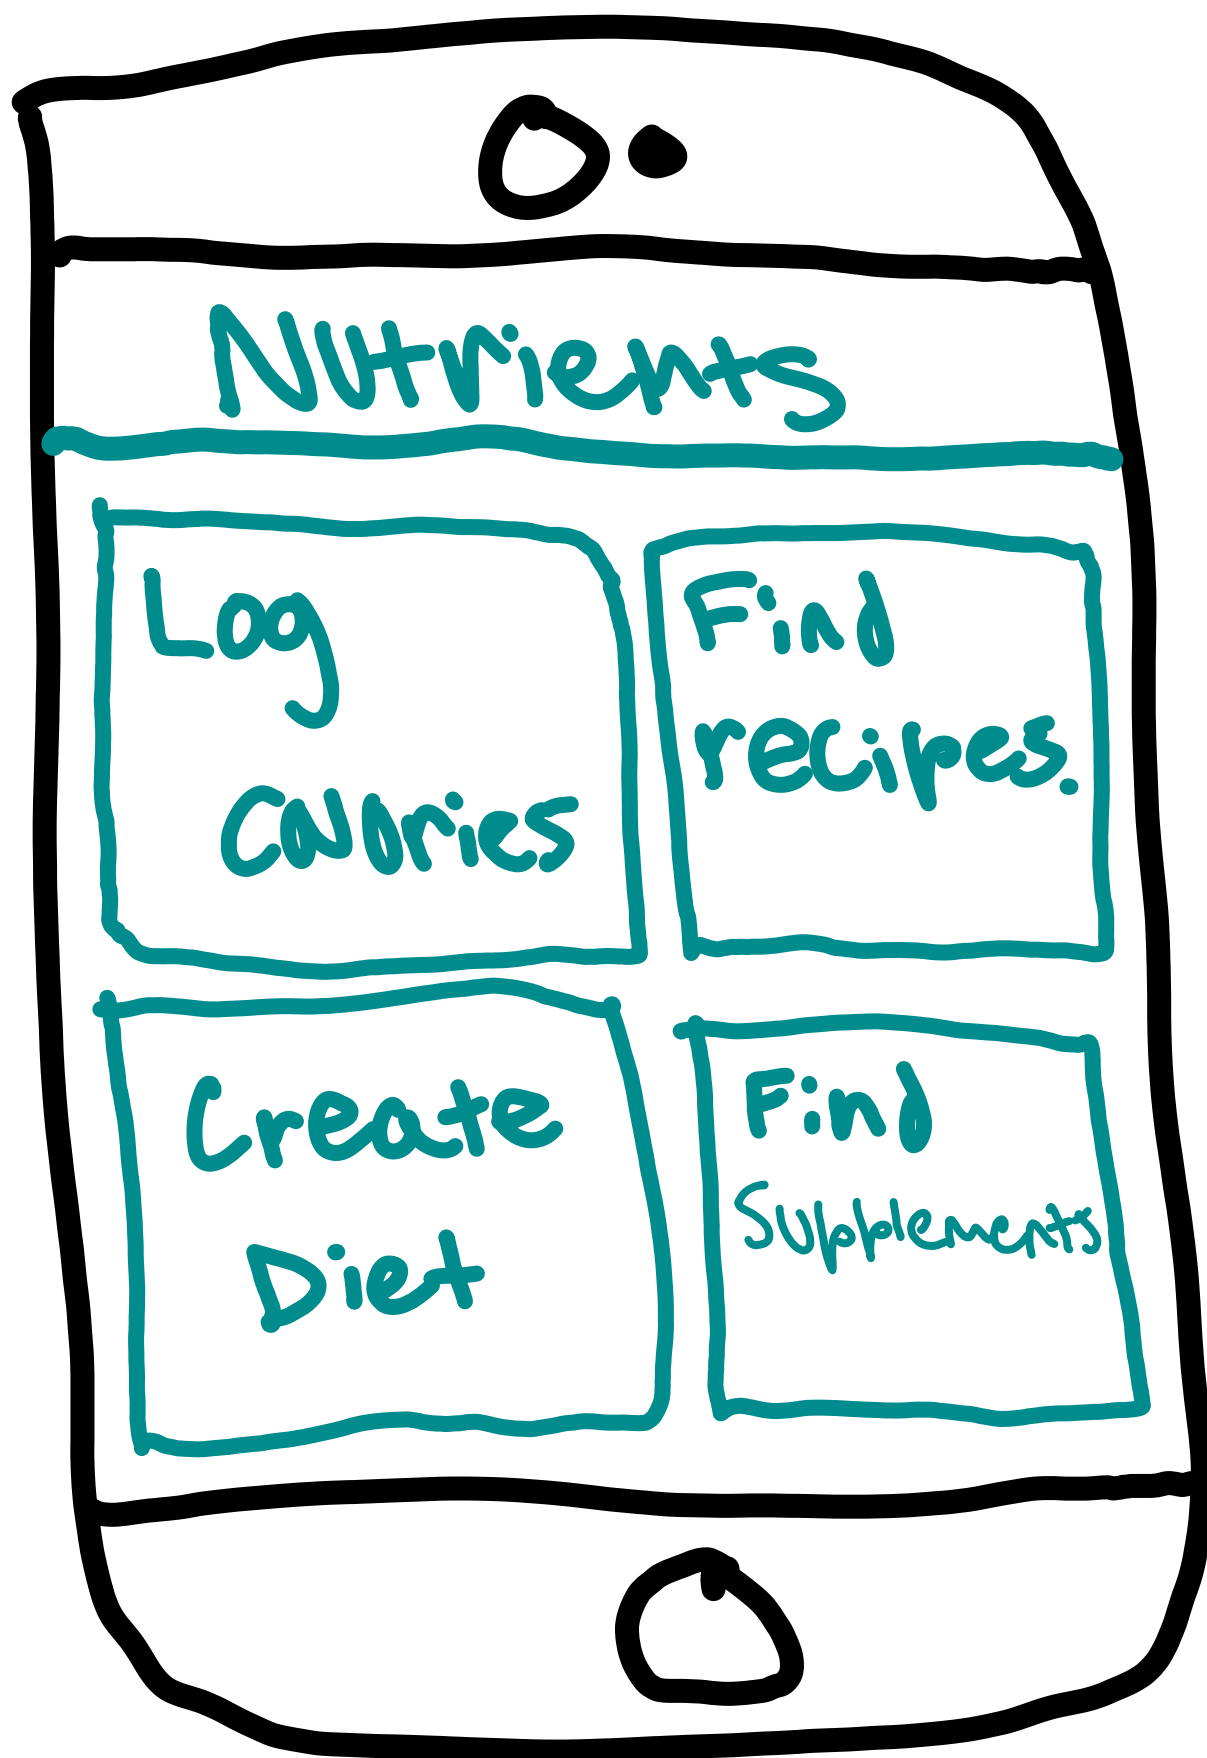 Nutrients
Log
Calories
Find
recipes.
Create
Diet
Find
Supplements